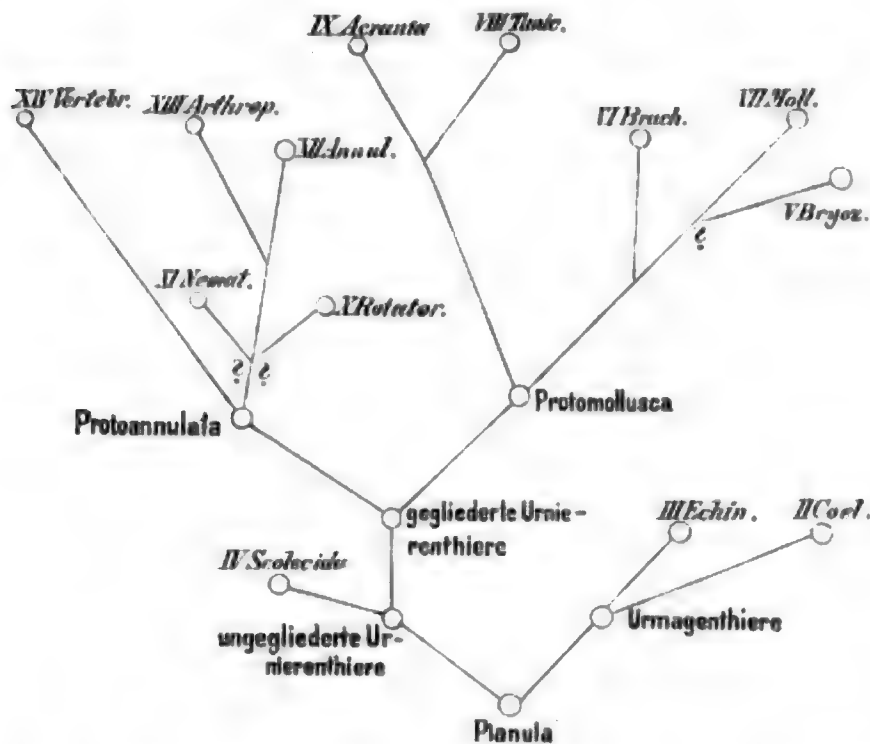 IX Acrania
VIII Tunic.
XIV Vertebr.
XIII Arthrop.
XII Annul.
VI Brach.
VII Moll.
V Bryoz.
?
XI Nemat.
X Rotator.
? ?
Protoannulata
Protomollusca
gegliederte Urnie-
renthiere
III Echin.
II Coel.
IV Scolecida
ungegliederte Ur-
nierenthiere
Urmagenthiere
Planula